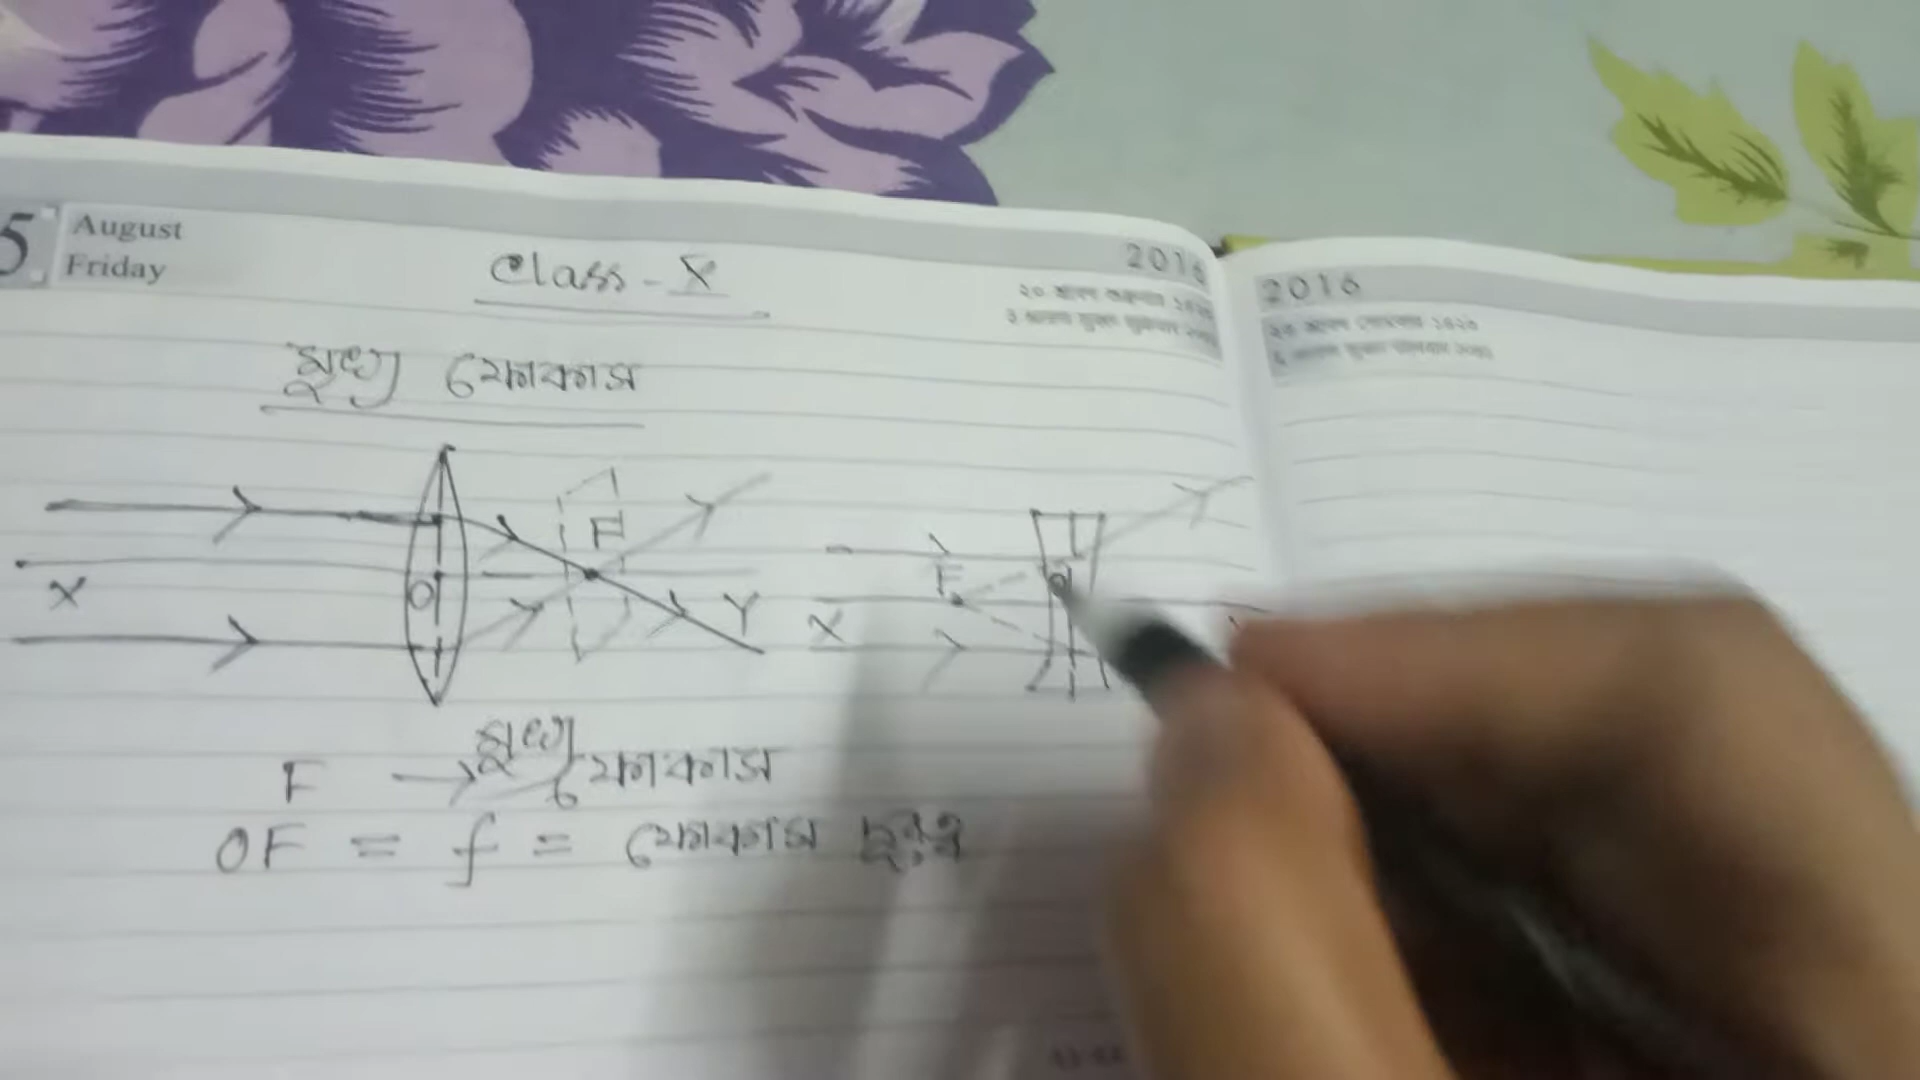 5
August
Friday
Class - X
2016
2016
মুখ্য ফোকাস
F
X
O
Y
F
O
X
F → মুখ্য ফোকাস
OF = f = ফোকাস দূরত্ব